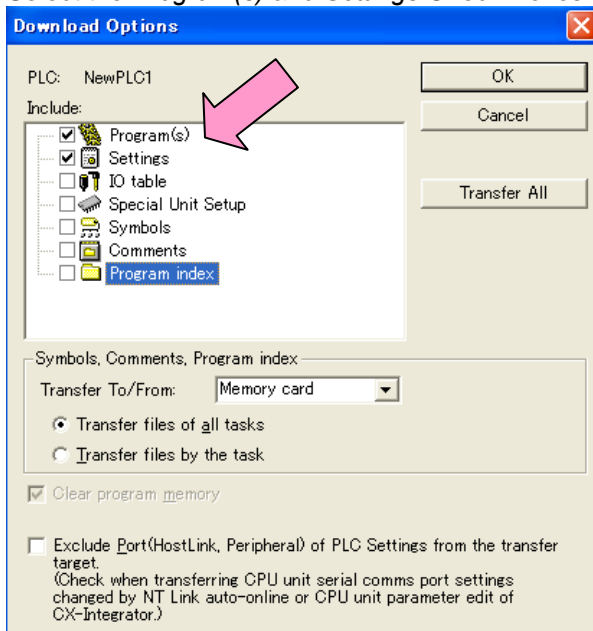 Download Options
PLC: NewPLC1
OK
Include:
Cancel
Program(s)
Settings
IO table
Transfer All
Special Unit Setup
Symbols
Comments
Program index
Symbols, Comments, Program index
Transfer To/From: Memory card
Transfer files of all tasks
Transfer files by the task
Clear program memory
Exclude Port(HostLink, Peripheral) of PLC Settings from the transfer
target.
(Check when transferring CPU unit serial comms port settings
changed by NT Link auto-online or CPU unit parameter edit of
CX-Integrator.)